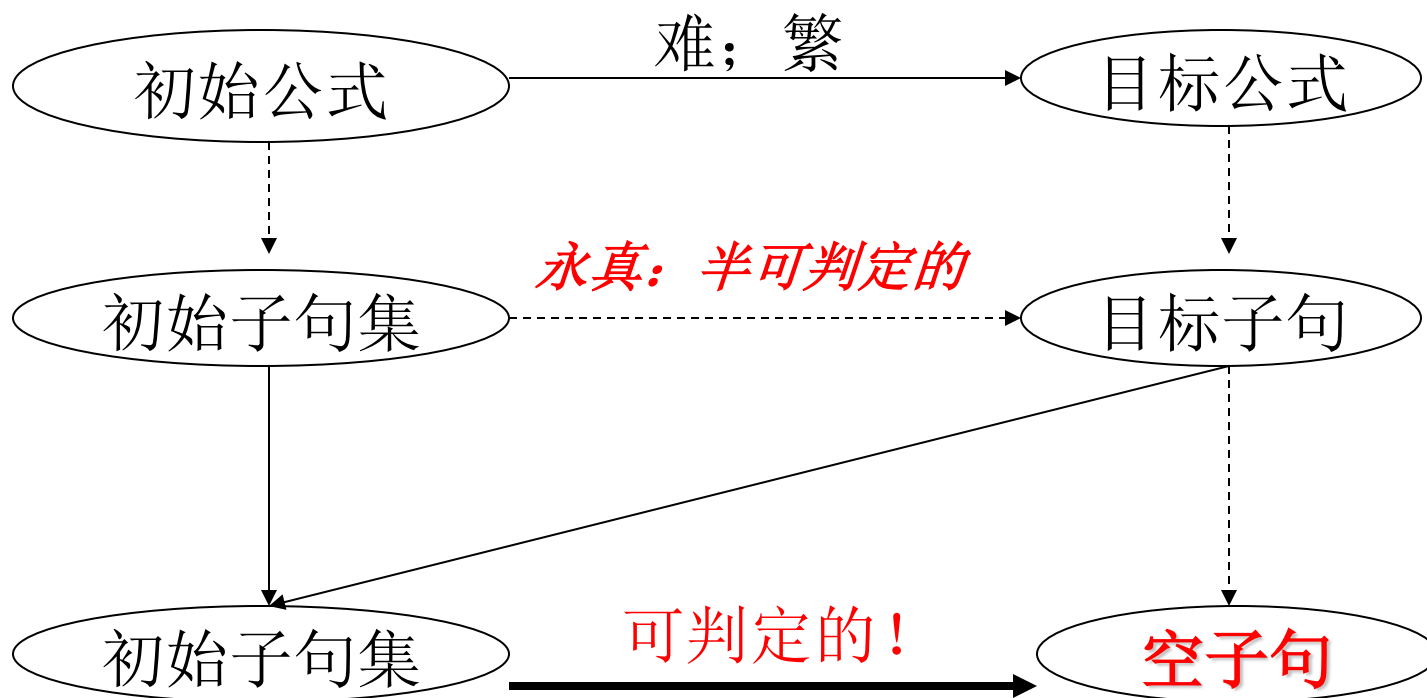 难；繁
初始公式
目标公式
永真：半可判定的
初始子句集
目标子句
可判定的！
初始子句集
空子句